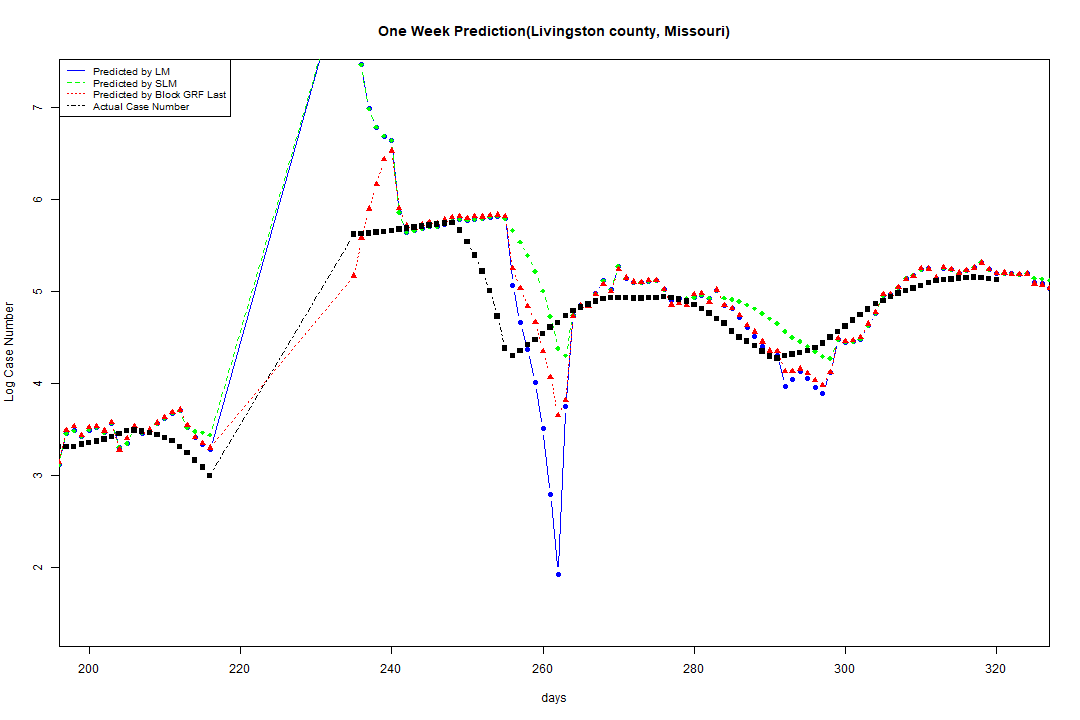 One Week Prediction(Livingston county, Missouri)
Predicted by LM
Predicted by SLM
Predicted by Block GRF Last
Actual Case Number
7
6
5
4
3
2
Log Case Number
200 220 240 260 280 300 320
days